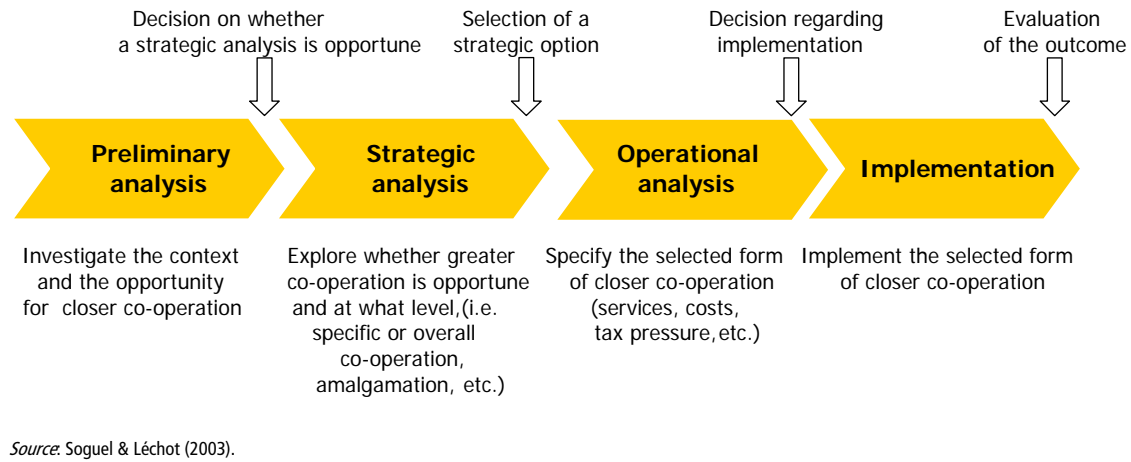 Decision on whether
a strategic analysis is opportune
Selection of a
strategic option
Decision regarding
implementation
Evaluation
of the outcome
Preliminary
analysis
Strategic
analysis
Operational
analysis
Implementation
Investigate the context
and the opportunity
for closer co-operation
Explore whether greater
co-operation is opportune
and at what level,(i.e.
specific or overall
co-operation,
amalgamation, etc.)
Specify the selected form
of closer co-operation
(services, costs,
tax pressure,etc.)
Implement the selected form
of closer co-operation
Source: Soguel & Léchot (2003).